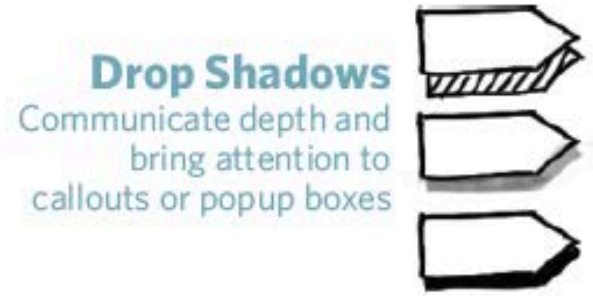 Drop Shadows
Communicate depth and
bring attention to
callouts or popup boxes